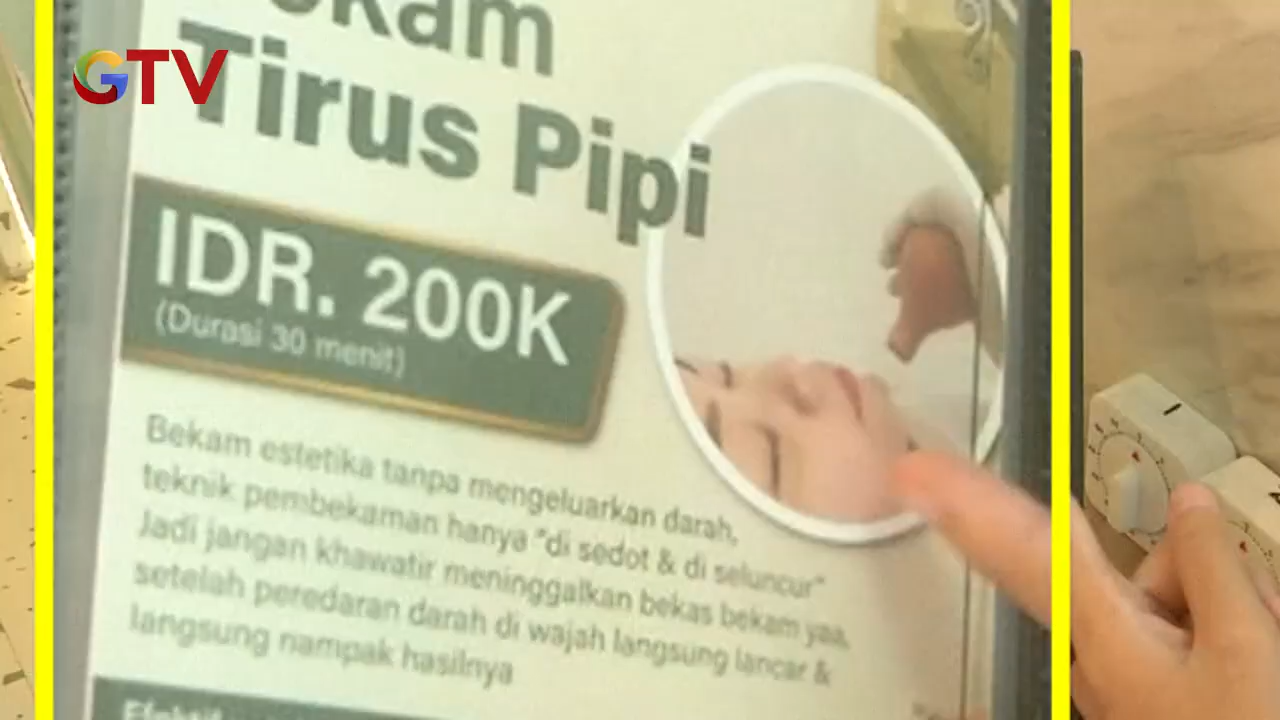 GTV
Tirus Pipi
IDR. 200K
(Durasi 30 menit)
Bekam estetika tanpa mengeluarkan darah,
teknik pembekaman hanya "di sedot & di seluncur"
Jadi jangan khawatir meninggalkan bekas bekam yaa,
setelah peredaran darah di wajah langsung lancar &
langsung nampak hasilnya